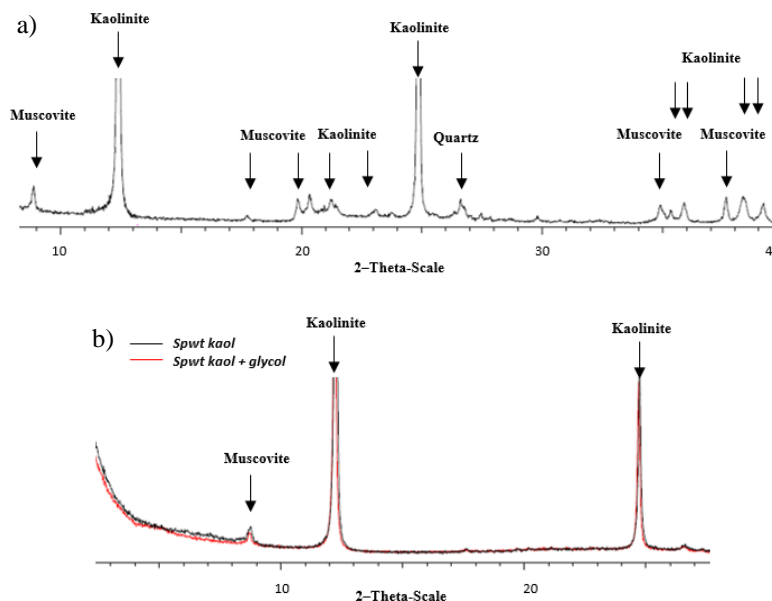 a)
Kaolinite
Kaolinite
Kaolinite
Muscovite
Muscovite
Kaolinite
Quartz
Muscovite
Muscovite
10
20
30
4
2–Theta-Scale
b)
Spwt kaol
Spwt kaol + glycol
Kaolinite
Kaolinite
Muscovite
10
20
2–Theta-Scale